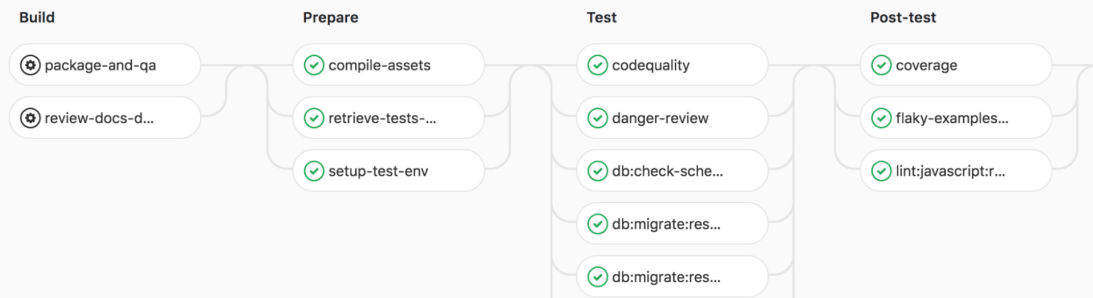 Build
package-and-qa
review-docs-d...
Prepare
compile-assets
retrieve-tests-...
setup-test-env
Test
codequality
danger-review
db:check-sche...
db:migrate:res...
db:migrate:res...
Post-test
coverage
flaky-examples...
lint:javascript:r...